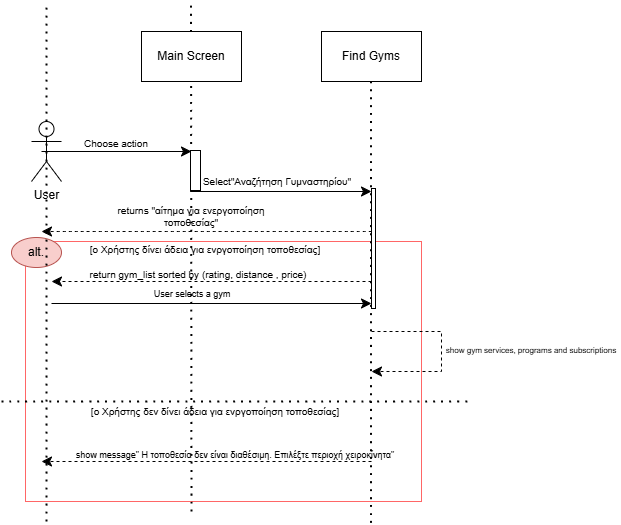 Main Screen
Find Gyms
Choose action
User
Select"Αναζήτηση Γυμναστηρίου"
returns "αίτημα για ενεργοποίηση
τοποθεσίας"
alt.
[ο Χρήστης δίνει άδεια για ενργοποίηση τοποθεσίας]
return gym_list sorted by (rating, distance , price)
User selects a gym
show gym services, programs and subscriptions
[ο Χρήστης δεν δίνει άδεια για ενργοποίηση τοποθεσίας]
show message" Η τοποθεσία δεν είναι διαθέσιμη. Επιλέξτε περιοχή χειροκίνητα"